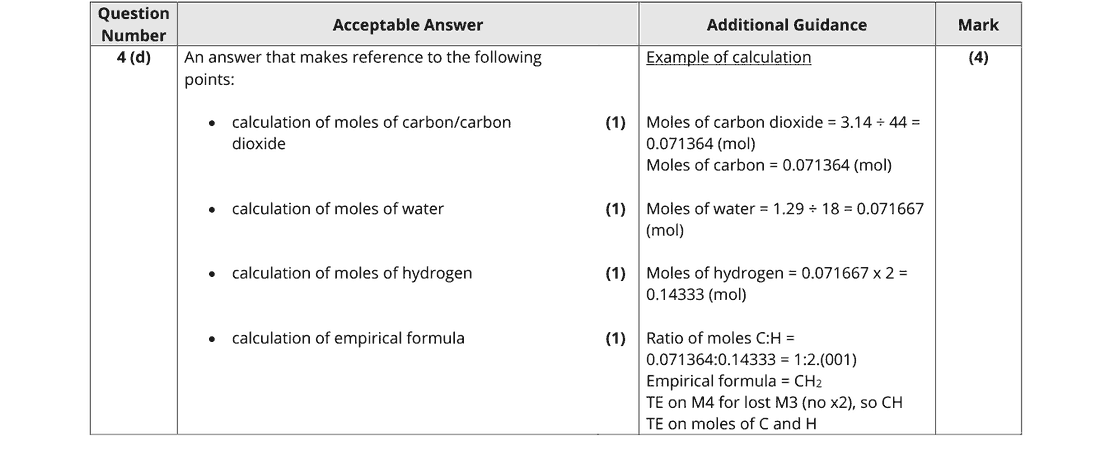 Question Number
Acceptable Answer
Additional Guidance
Mark
4 (d)
An answer that makes reference to the following
points:
Example of calculation
(4)
• calculation of moles of carbon/carbon
dioxide
(1)
Moles of carbon dioxide = 3.14 ÷ 44 =
0.071364 (mol)
Moles of carbon = 0.071364 (mol)
• calculation of moles of water
(1)
Moles of water = 1.29 ÷ 18 = 0.071667
(mol)
• calculation of moles of hydrogen
(1)
Moles of hydrogen = 0.071667 x 2 =
0.14333 (mol)
• calculation of empirical formula
(1)
Ratio of moles C:H =
0.071364:0.14333 = 1:2.(001)
Empirical formula = CH₂
TE on M4 for lost M3 (no x2), so CH
TE on moles of C and H